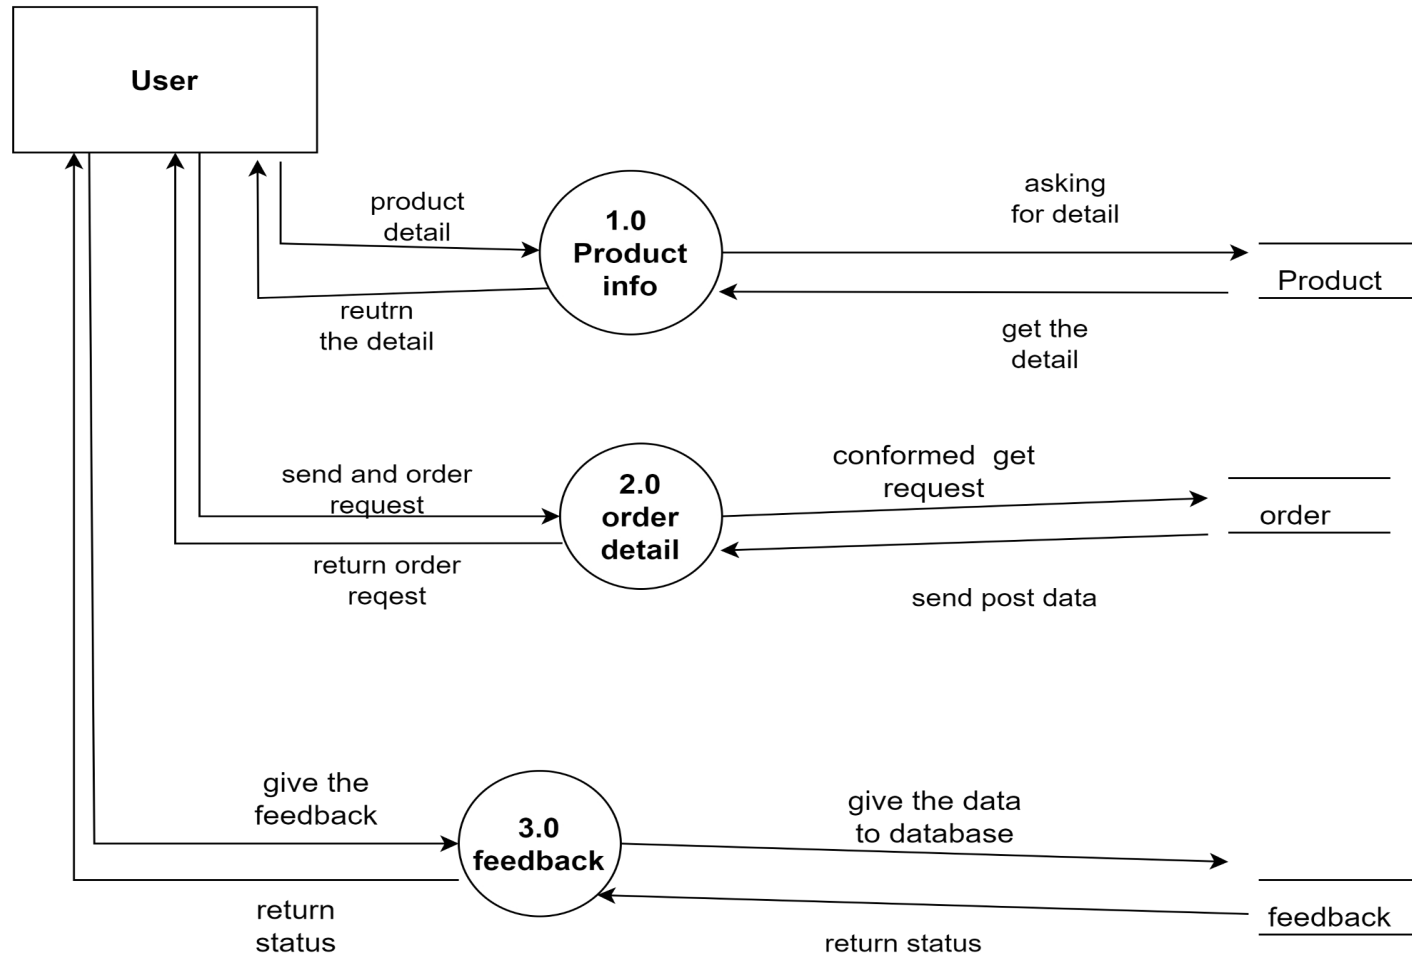 User
product
detail
1.0
Product
info
asking
for detail
Product
reutrn
the detail
get the
detail
send and order
request
2.0
order
detail
conformed  get
request
order
return order
reqest
send post data
give the
feedback
3.0
feedback
give the data
to database
feedback
return
status
return status